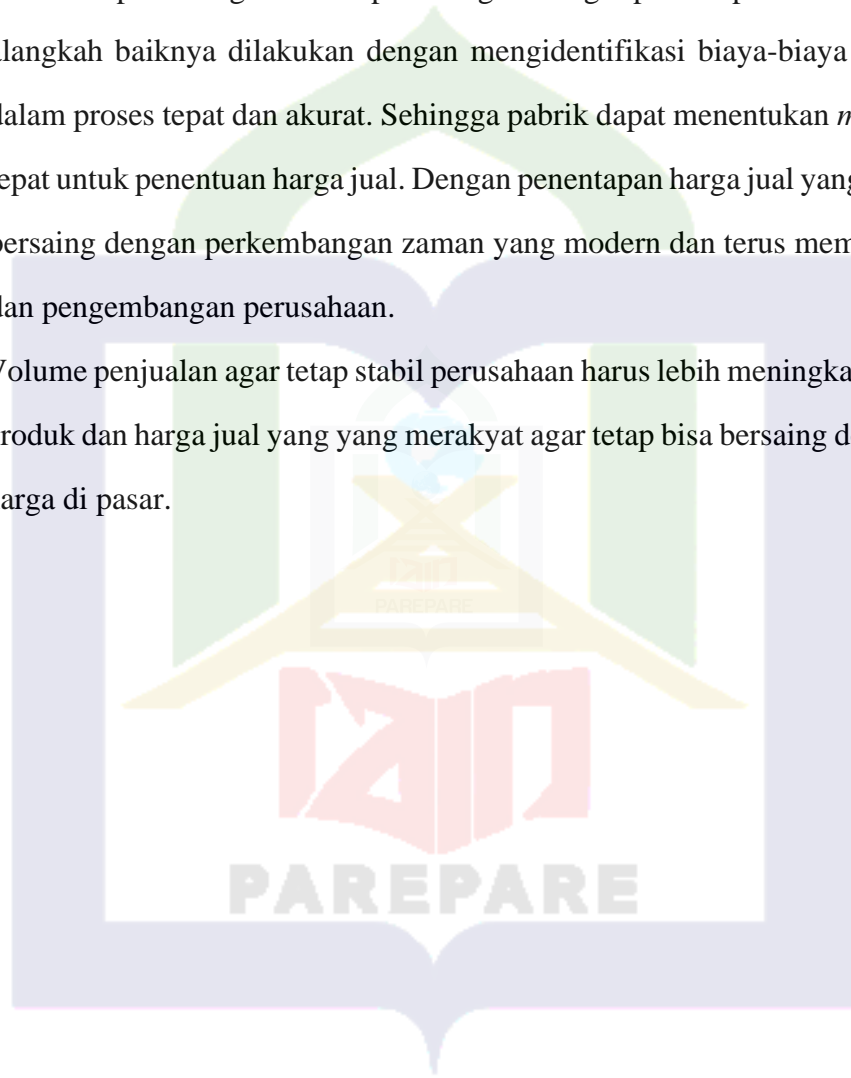 alangkah baiknya dilakukan dengan mengidentifikasi biaya-biaya
dalam proses tepat dan akurat. Sehingga pabrik dapat menentukan
tepat untuk penentuan harga jual. Dengan penentapan harga jual yang
bersaing dengan perkembangan zaman yang modern dan terus mem
dan pengembangan perusahaan.
Volume penjualan agar tetap stabil perusahaan harus lebih meningka
produk dan harga jual yang yang merakyat agar tetap bisa bersaing d
harga di pasar.
PAREPARE
PAREPARE